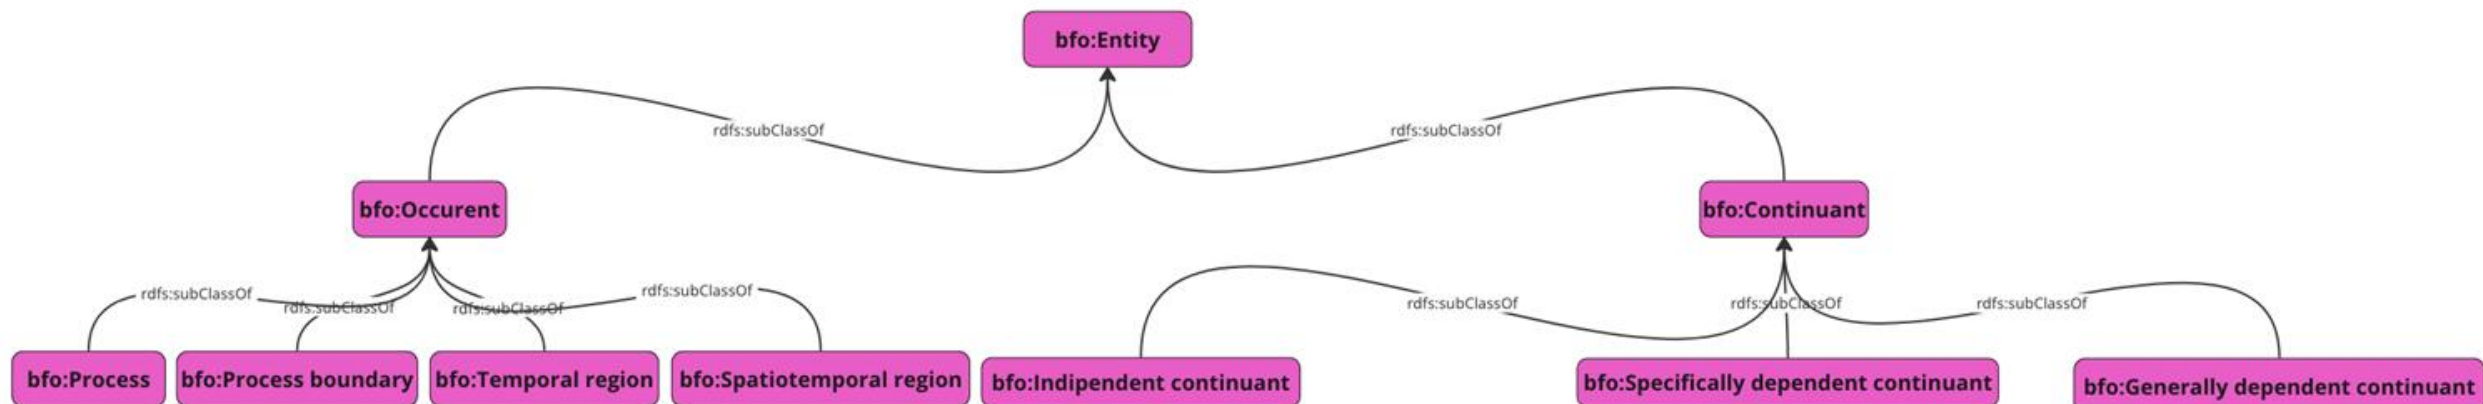 bfo:Entity
rdfs:subClassOf
rdfs:subClassOf
bfo:Occurent
bfo:Continuant
rdfs:subClassOf
rdfs:subClassOf
rdfs:subClassOf
rdfs:subClassOf
rdfs:subClassOf
rdfs:subClassOf
rdfs:subClassOf
bfo:Process
bfo:Process boundary
bfo:Temporal region
bfo:Spatiotemporal region
bfo:Indipendent continuant
bfo:Specifically dependent continuant
bfo:Generally dependent continuant